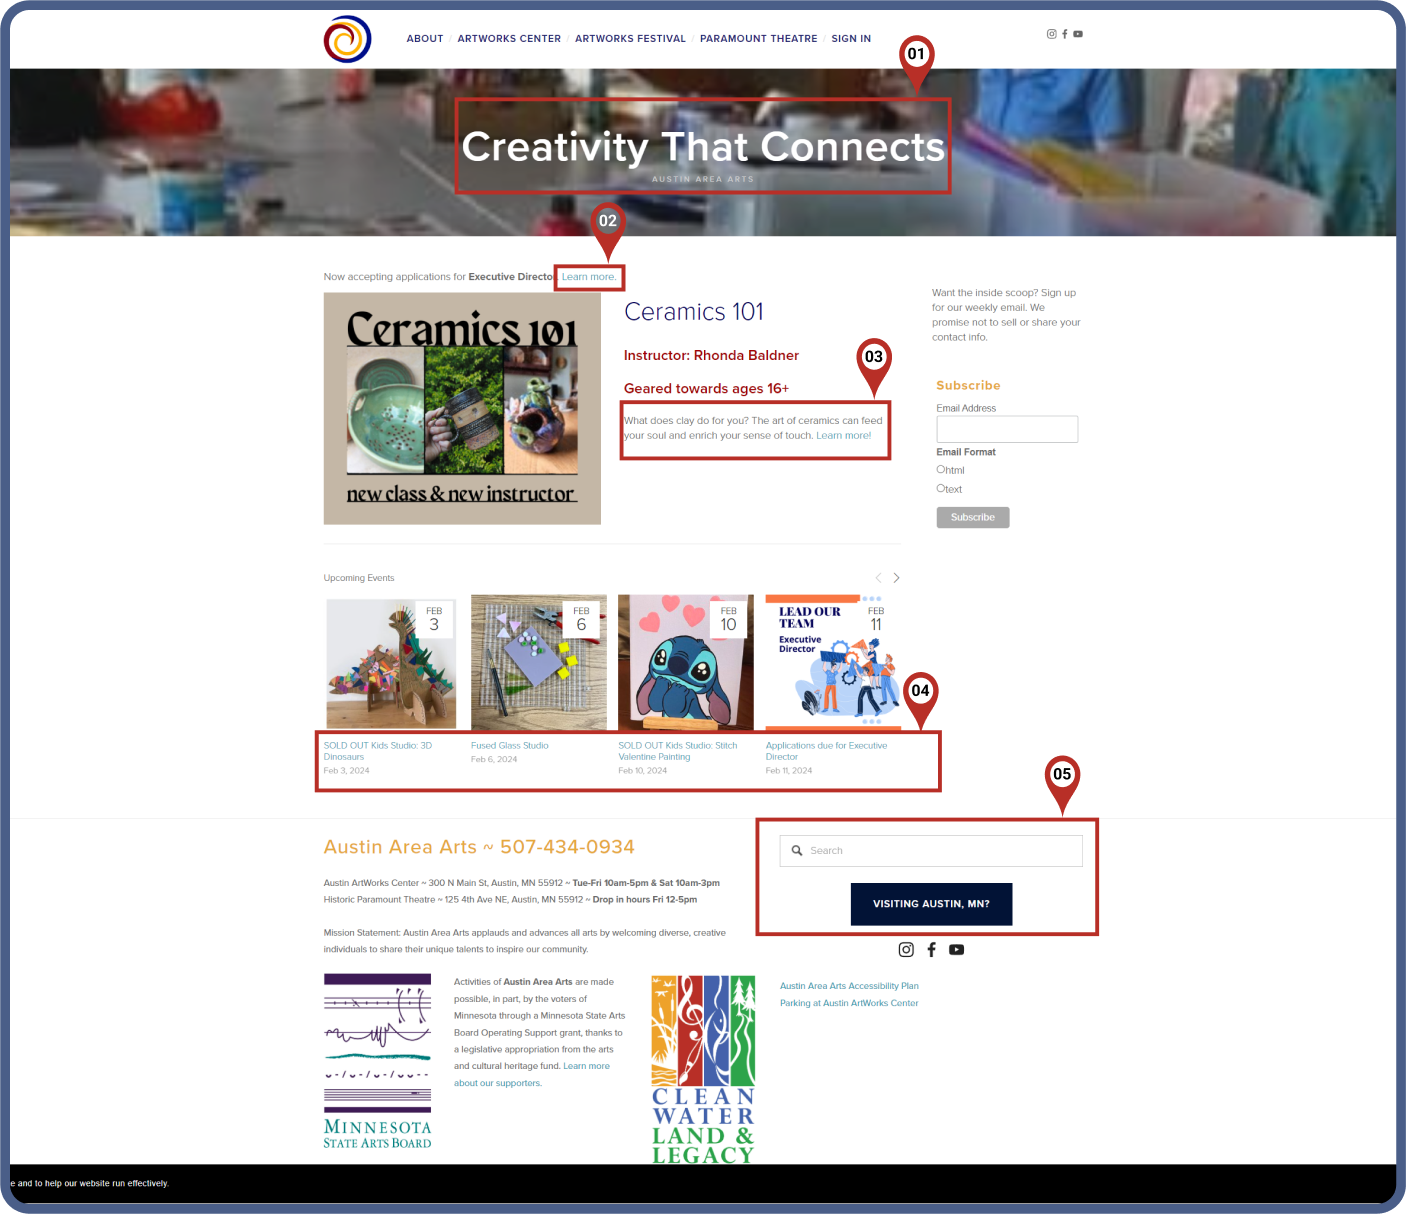 ABOUT / ARTWORKS CENTER / ARTWORKS FESTIVAL / PARAMOUNT THEATRE / SIGN IN
01
Creativity That Connects
AUSTIN AREA ARTS
02
Now accepting applications for Executive Directo Learn more.
Ceramics 101
new class & new instructor
Ceramics 101
Instructor: Rhonda Baldner
Geared towards ages 16+
03
What does clay do for you? The art of ceramics can feed
your soul and enrich your sense of touch. Learn more!
Want the inside scoop? Sign up
for our weekly email. We
promise not to sell or share your
contact info.
Subscribe
Email Address
Email Format
html
text
Subscribe
Upcoming Events
FEB
3
FEB
6
FEB
10
LEAD OUR
TEAM
Executive
Director
FEB
11
04
SOLD OUT Kids Studio: 3D
Dinosaurs
Feb 3, 2024
Fused Glass Studio
Feb 6, 2024
SOLD OUT Kids Studio: Stitch
Valentine Painting
Feb 10, 2024
Applications due for Executive
Director
Feb 11, 2024
05
Austin Area Arts ~ 507-434-0934
Austin ArtWorks Center ~ 300 N Main St, Austin, MN 55912 ~ Tue-Fri 10am-5pm & Sat 10am-3pm
Historic Paramount Theatre ~ 125 4th Ave NE, Austin, MN 55912 ~ Drop in hours Fri 12-5pm
Mission Statement: Austin Area Arts applauds and advances all arts by welcoming diverse, creative
individuals to share their unique talents to inspire our community.
Search
VISITING AUSTIN, MN?
MINNESOTA
STATE ARTS BOARD
Activities of Austin Area Arts are made
possible, in part, by the voters of
Minnesota through a Minnesota State Arts
Board Operating Support grant, thanks to
a legislative appropriation from the arts
and cultural heritage fund. Learn more
about our supporters.
CLEAN
WATER
LAND &
LEGACY
Austin Area Arts Accessibility Plan
Parking at Austin ArtWorks Center
e and to help our website run effectively.